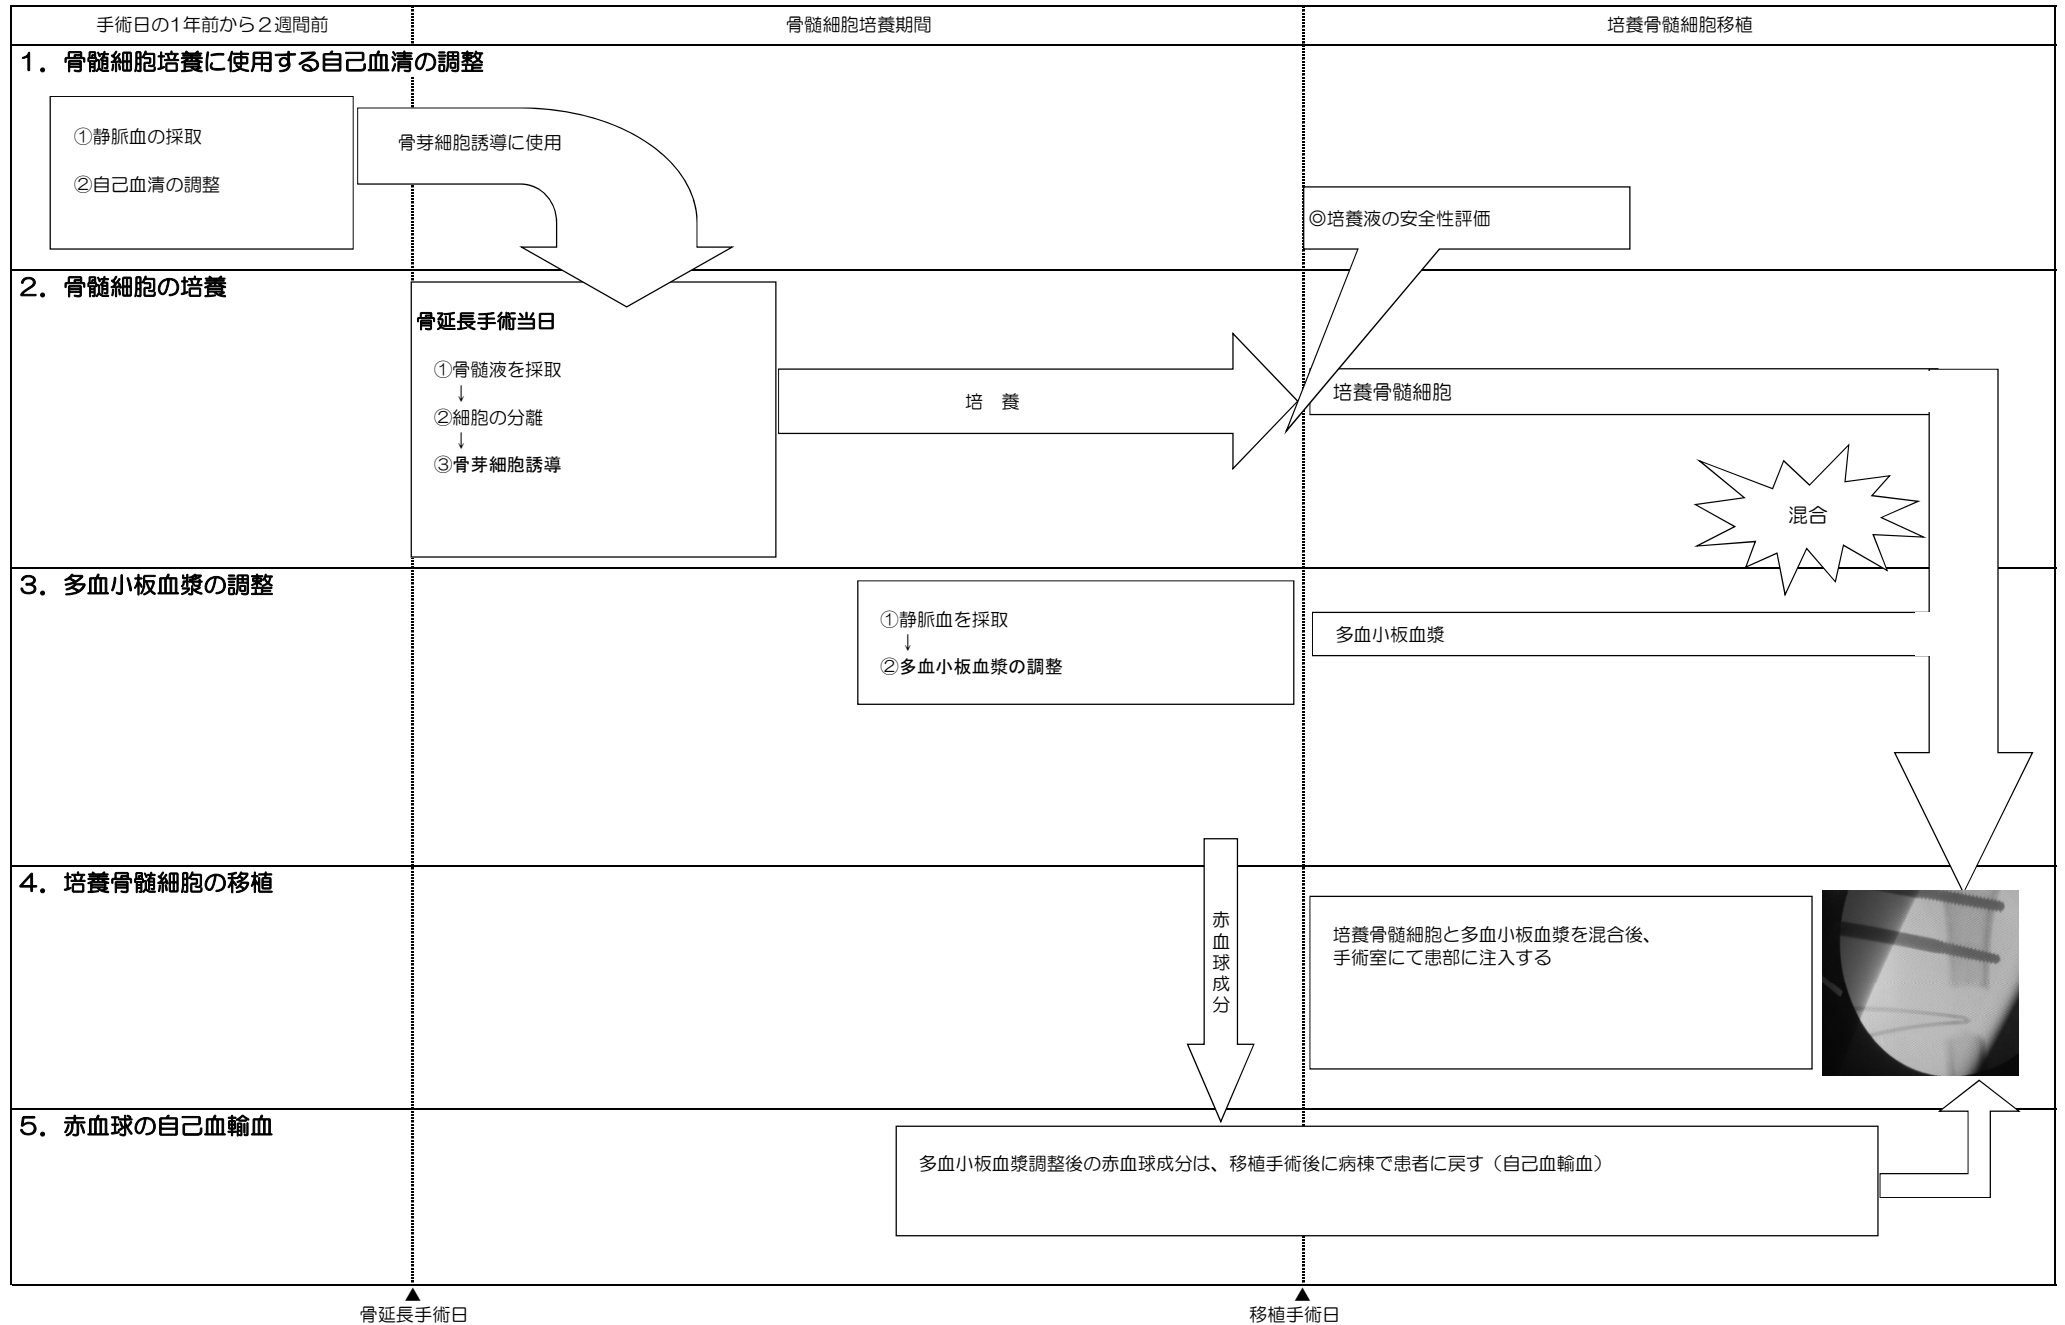 手術日の1年前から２週間前
骨髄細胞培養期間
培養骨髄細胞移植
１．骨髄細胞培養に使用する自己血清の調整
①静脈血の採取
②自己血清の調整
骨芽細胞誘導に使用
◎培養液の安全性評価
２．骨髄細胞の培養
骨延長手術当日
①骨髄液を採取
↓
②細胞の分離
↓
③骨芽細胞誘導
培　養
培養骨髄細胞
混合
３．多血小板血漿の調整
①静脈血を採取
↓
②多血小板血漿の調整
多血小板血漿
４．培養骨髄細胞の移植
赤血球成分
培養骨髄細胞と多血小板血漿を混合後、
手術室にて患部に注入する
５．赤血球の自己血輸血
多血小板血漿調整後の赤血球成分は、移植手術後に病棟で患者に戻す（自己血輸血）
▲
骨延長手術日
▲
移植手術日